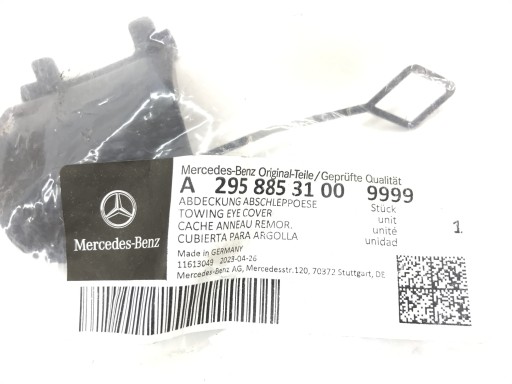 Mercedes-Benz Original-Teile/Geprüfte Qualität
A 295 885 31 00 9999
ABDECKUNG ABSCHLEPPOESE Stück
TOWING EYE COVER unit
CACHE ANNEAU REMOR. unité 1
CUBIERTA PARA ARGOLLA unidad
Made in GERMANY
11613049 2023-04-26
Mercedes-Benz AG, Mercedesstr.120, 70372 Stuttgart, DE
Mercedes-Benz